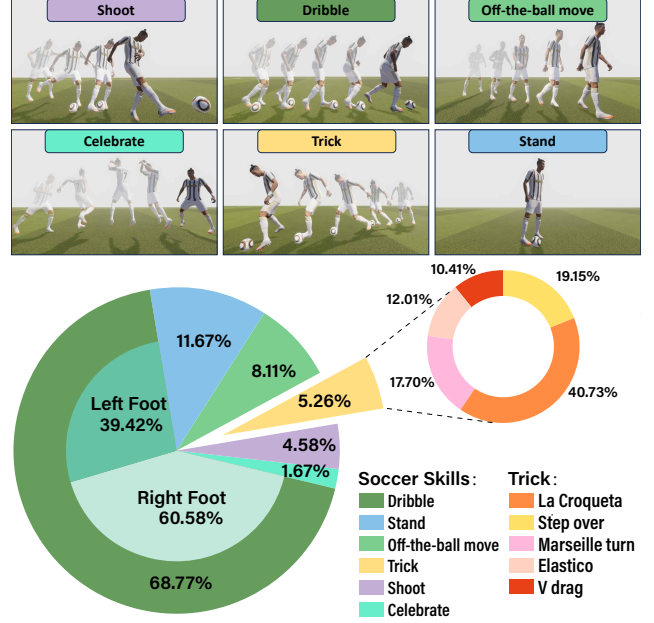 Shoot
Dribble
Off-the-ball move
Celebrate
Trick
Stand
11.67%
8.11%
5.26%
4.58%
1.67%
68.77%
Left Foot
39.42%
Right Foot
60.58%
10.41%
19.15%
12.01%
17.70%
40.73%
Soccer Skills:
Dribble
Stand
Off-the-ball move
Trick
Shoot
Celebrate
Trick:
La Croqueta
Step over
Marseille turn
Elastico
V drag